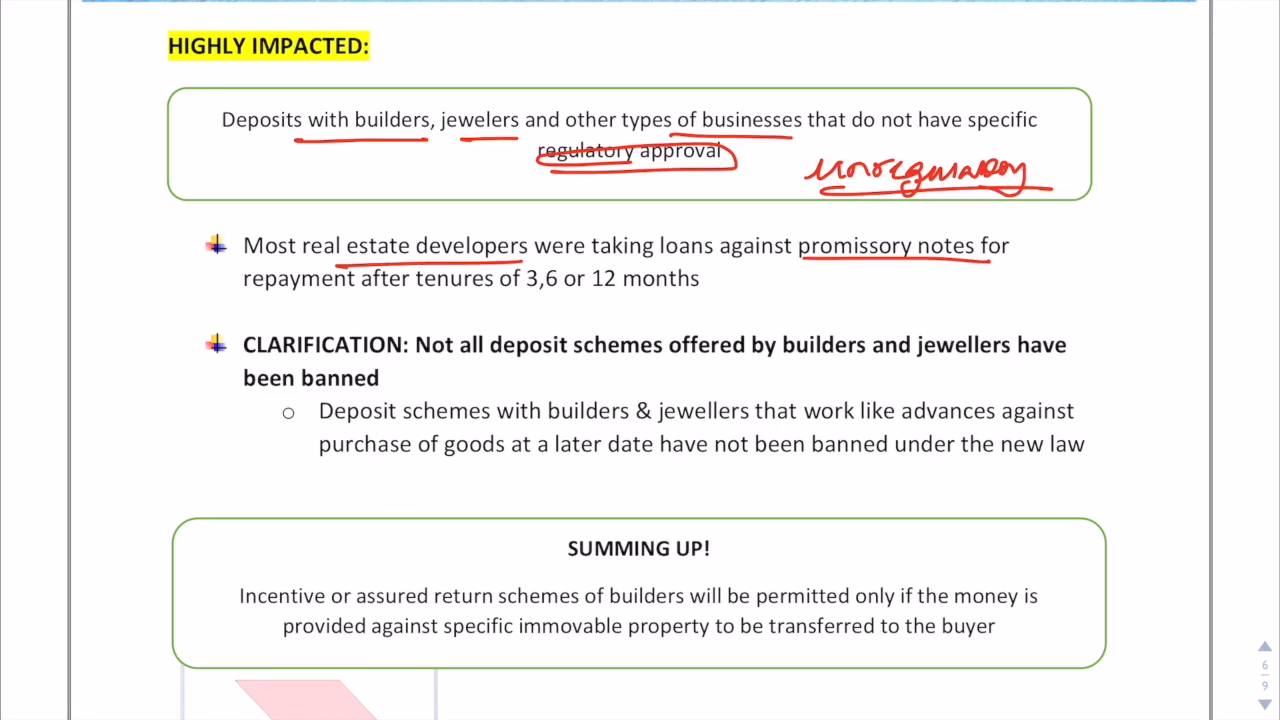 HIGHLY IMPACTED:
Deposits with builders, jewelers and other types of businesses that do not have specific
regulatory approval
Most real estate developers were taking loans against promissory notes for
repayment after tenures of 3,6 or 12 months
CLARIFICATION: Not all deposit schemes offered by builders and jewellers have
been banned
o Deposit schemes with builders & jewellers that work like advances against
purchase of goods at a later date have not been banned under the new law
SUMMING UP!
Incentive or assured return schemes of builders will be permitted only if the money is
provided against specific immovable property to be transferred to the buyer
6
9